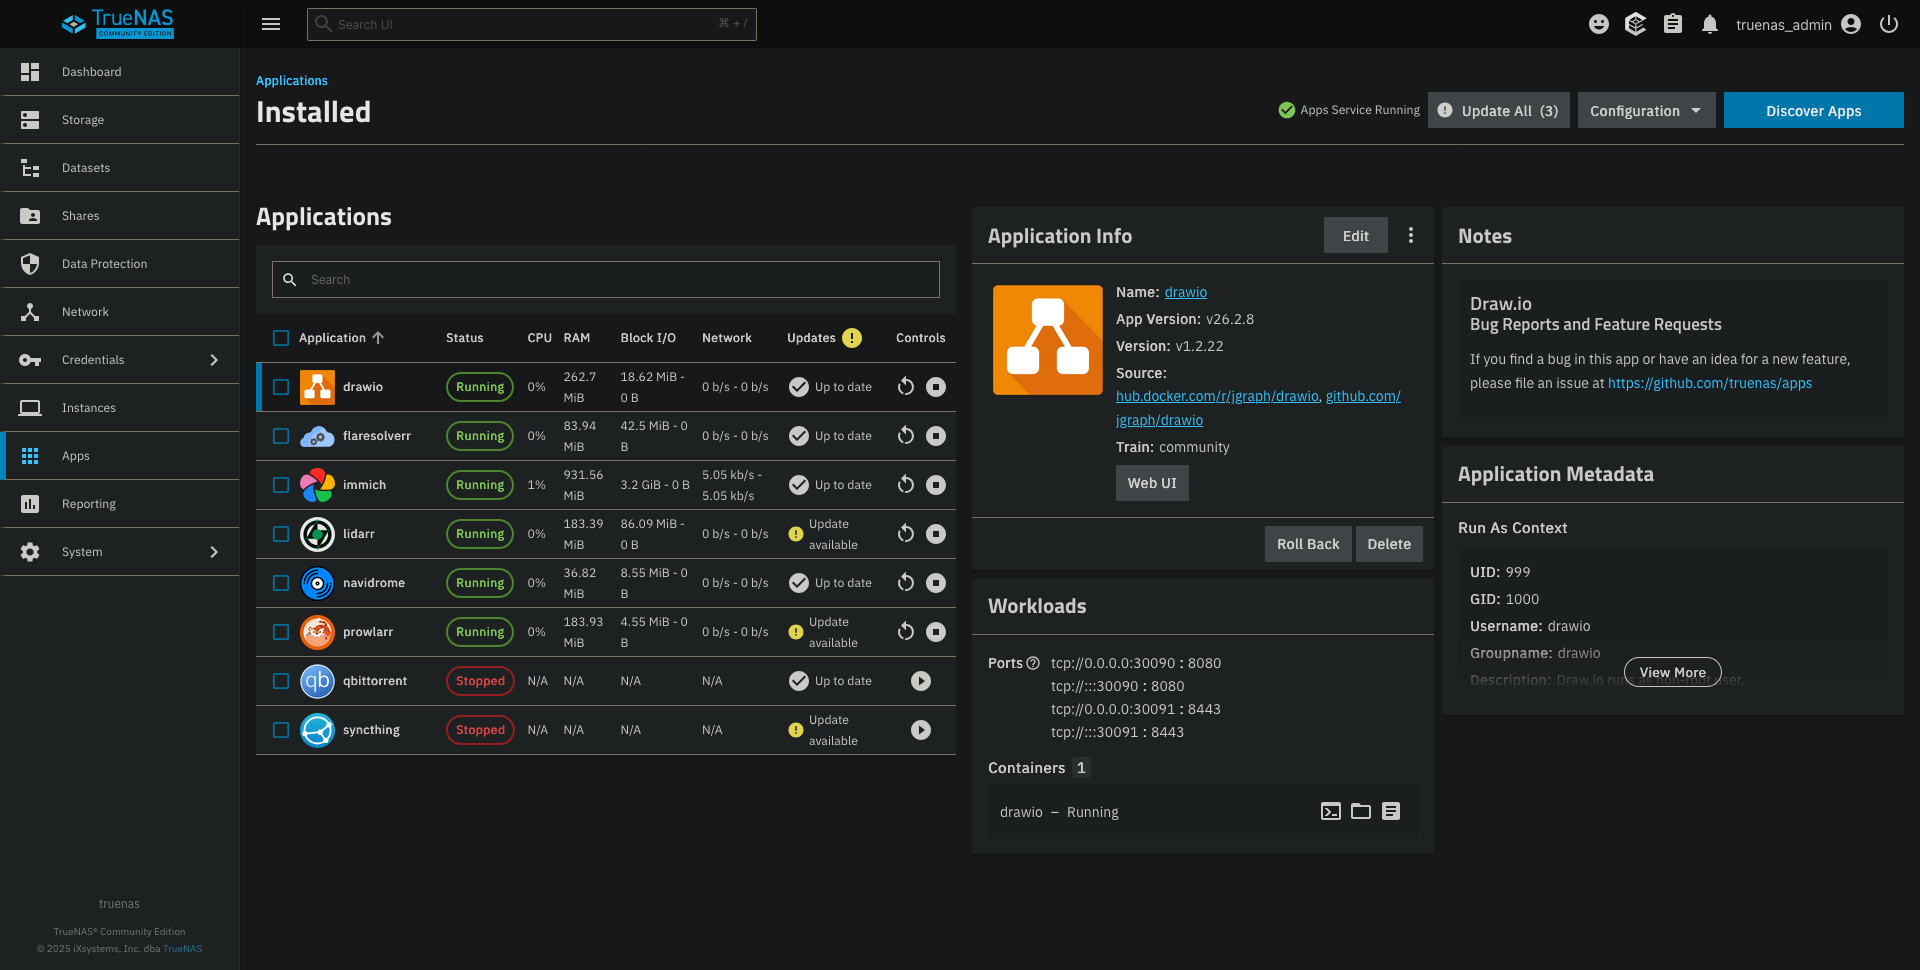 TrueNAS
COMMUNITY EDITION
Search UI
⌘ + /
truenas_admin
Dashboard
Storage
Datasets
Shares
Data Protection
Network
Credentials
Instances
Apps
Reporting
System
truenas
TrueNAS® Community Edition
© 2025 iXsystems, Inc. dba TrueNAS
Applications
Installed
Apps Service Running
Update All (3)
Configuration
Discover Apps
Applications
Search
Application Status CPU RAM Block I/O Network Updates Controls
drawio Running 0% 262.7 MiB 18.62 MiB - 0 B 0 b/s - 0 b/s Up to date
flaresolverr Running 0% 83.94 MiB 42.5 MiB - 0 B 0 b/s - 0 b/s Up to date
immich Running 1% 931.56 MiB 3.2 GiB - 0 B 5.05 kb/s - 5.05 kb/s Up to date
lidarr Running 0% 183.39 MiB 86.09 MiB - 0 B 0 b/s - 0 b/s Update available
navidrome Running 0% 36.82 MiB 8.55 MiB - 0 B 0 b/s - 0 b/s Up to date
prowlarr Running 0% 183.93 MiB 4.55 MiB - 0 B 0 b/s - 0 b/s Update available
qb qbittorrent Stopped N/A N/A N/A N/A Up to date
syncthing Stopped N/A N/A N/A N/A Update available
Application Info
Edit
Name: drawio
App Version: v26.2.8
Version: v1.2.22
Source:
hub.docker.com/r/jgraph/drawio, github.com/
jgraph/drawio
Train: community
Web UI
Roll Back
Delete
Workloads
Ports tcp://0.0.0.0:30090 : 8080
tcp://:::30090 : 8080
tcp://0.0.0.0:30091 : 8443
tcp://:::30091 : 8443
Containers 1
drawio – Running
Notes
Draw.io
Bug Reports and Feature Requests
If you find a bug in this app or have an idea for a new feature,
please file an issue at https://github.com/truenas/apps
Application Metadata
Run As Context
UID: 999
GID: 1000
Username: drawio
Groupname: drawio
Description: Draw.io runs as non-root user.
View More